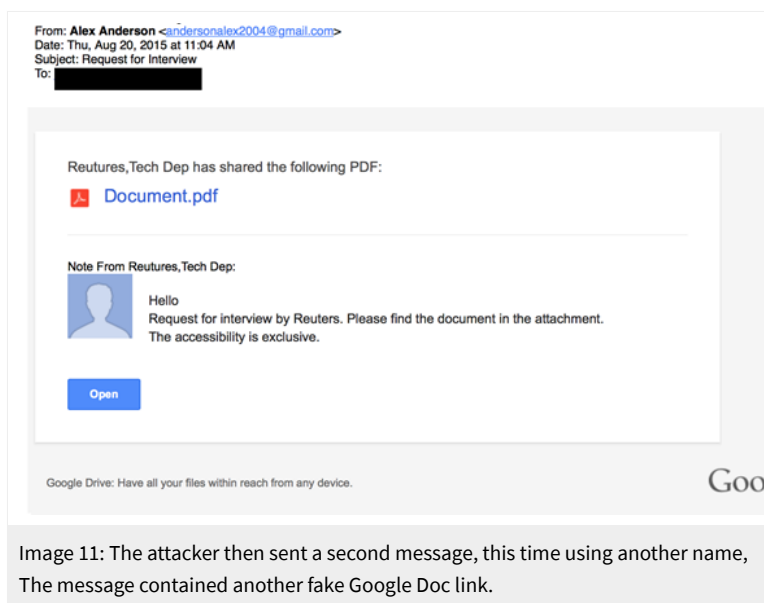 From: Alex Anderson <andersonalex2004@gmail.com>
Date: Thu, Aug 20, 2015 at 11:04 AM
Subject: Request for Interview
To:
Reutures,Tech Dep has shared the following PDF:
Document.pdf
Note From Reutures,Tech Dep:
Hello
Request for interview by Reuters. Please find the document in the attachment.
The accessibility is exclusive.
Open
Google Drive: Have all your files within reach from any device.
Goo
Image 11: The attacker then sent a second message, this time using another name,
The message contained another fake Google Doc link.